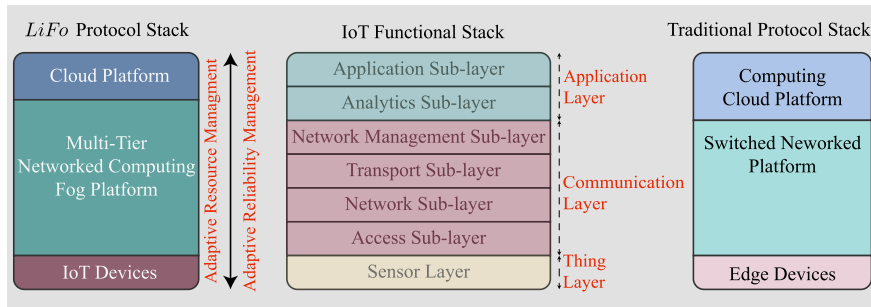 LiFo Protocol Stack
Cloud Platform
Multi-Tier
Networked Computing
Fog Platform
IoT Devices
Adaptive Resource Managment
Adaptive Reliability Management
IoT Functional Stack
Application Sub-layer
Analytics Sub-layer
Network Management Sub-layer
Transport Sub-layer
Network Sub-layer
Access Sub-layer
Sensor Layer
Application
Layer
Communication
Layer
Thing
Layer
Traditional Protocol Stack
Computing
Cloud Platform
Switched Neworked
Platform
Edge Devices